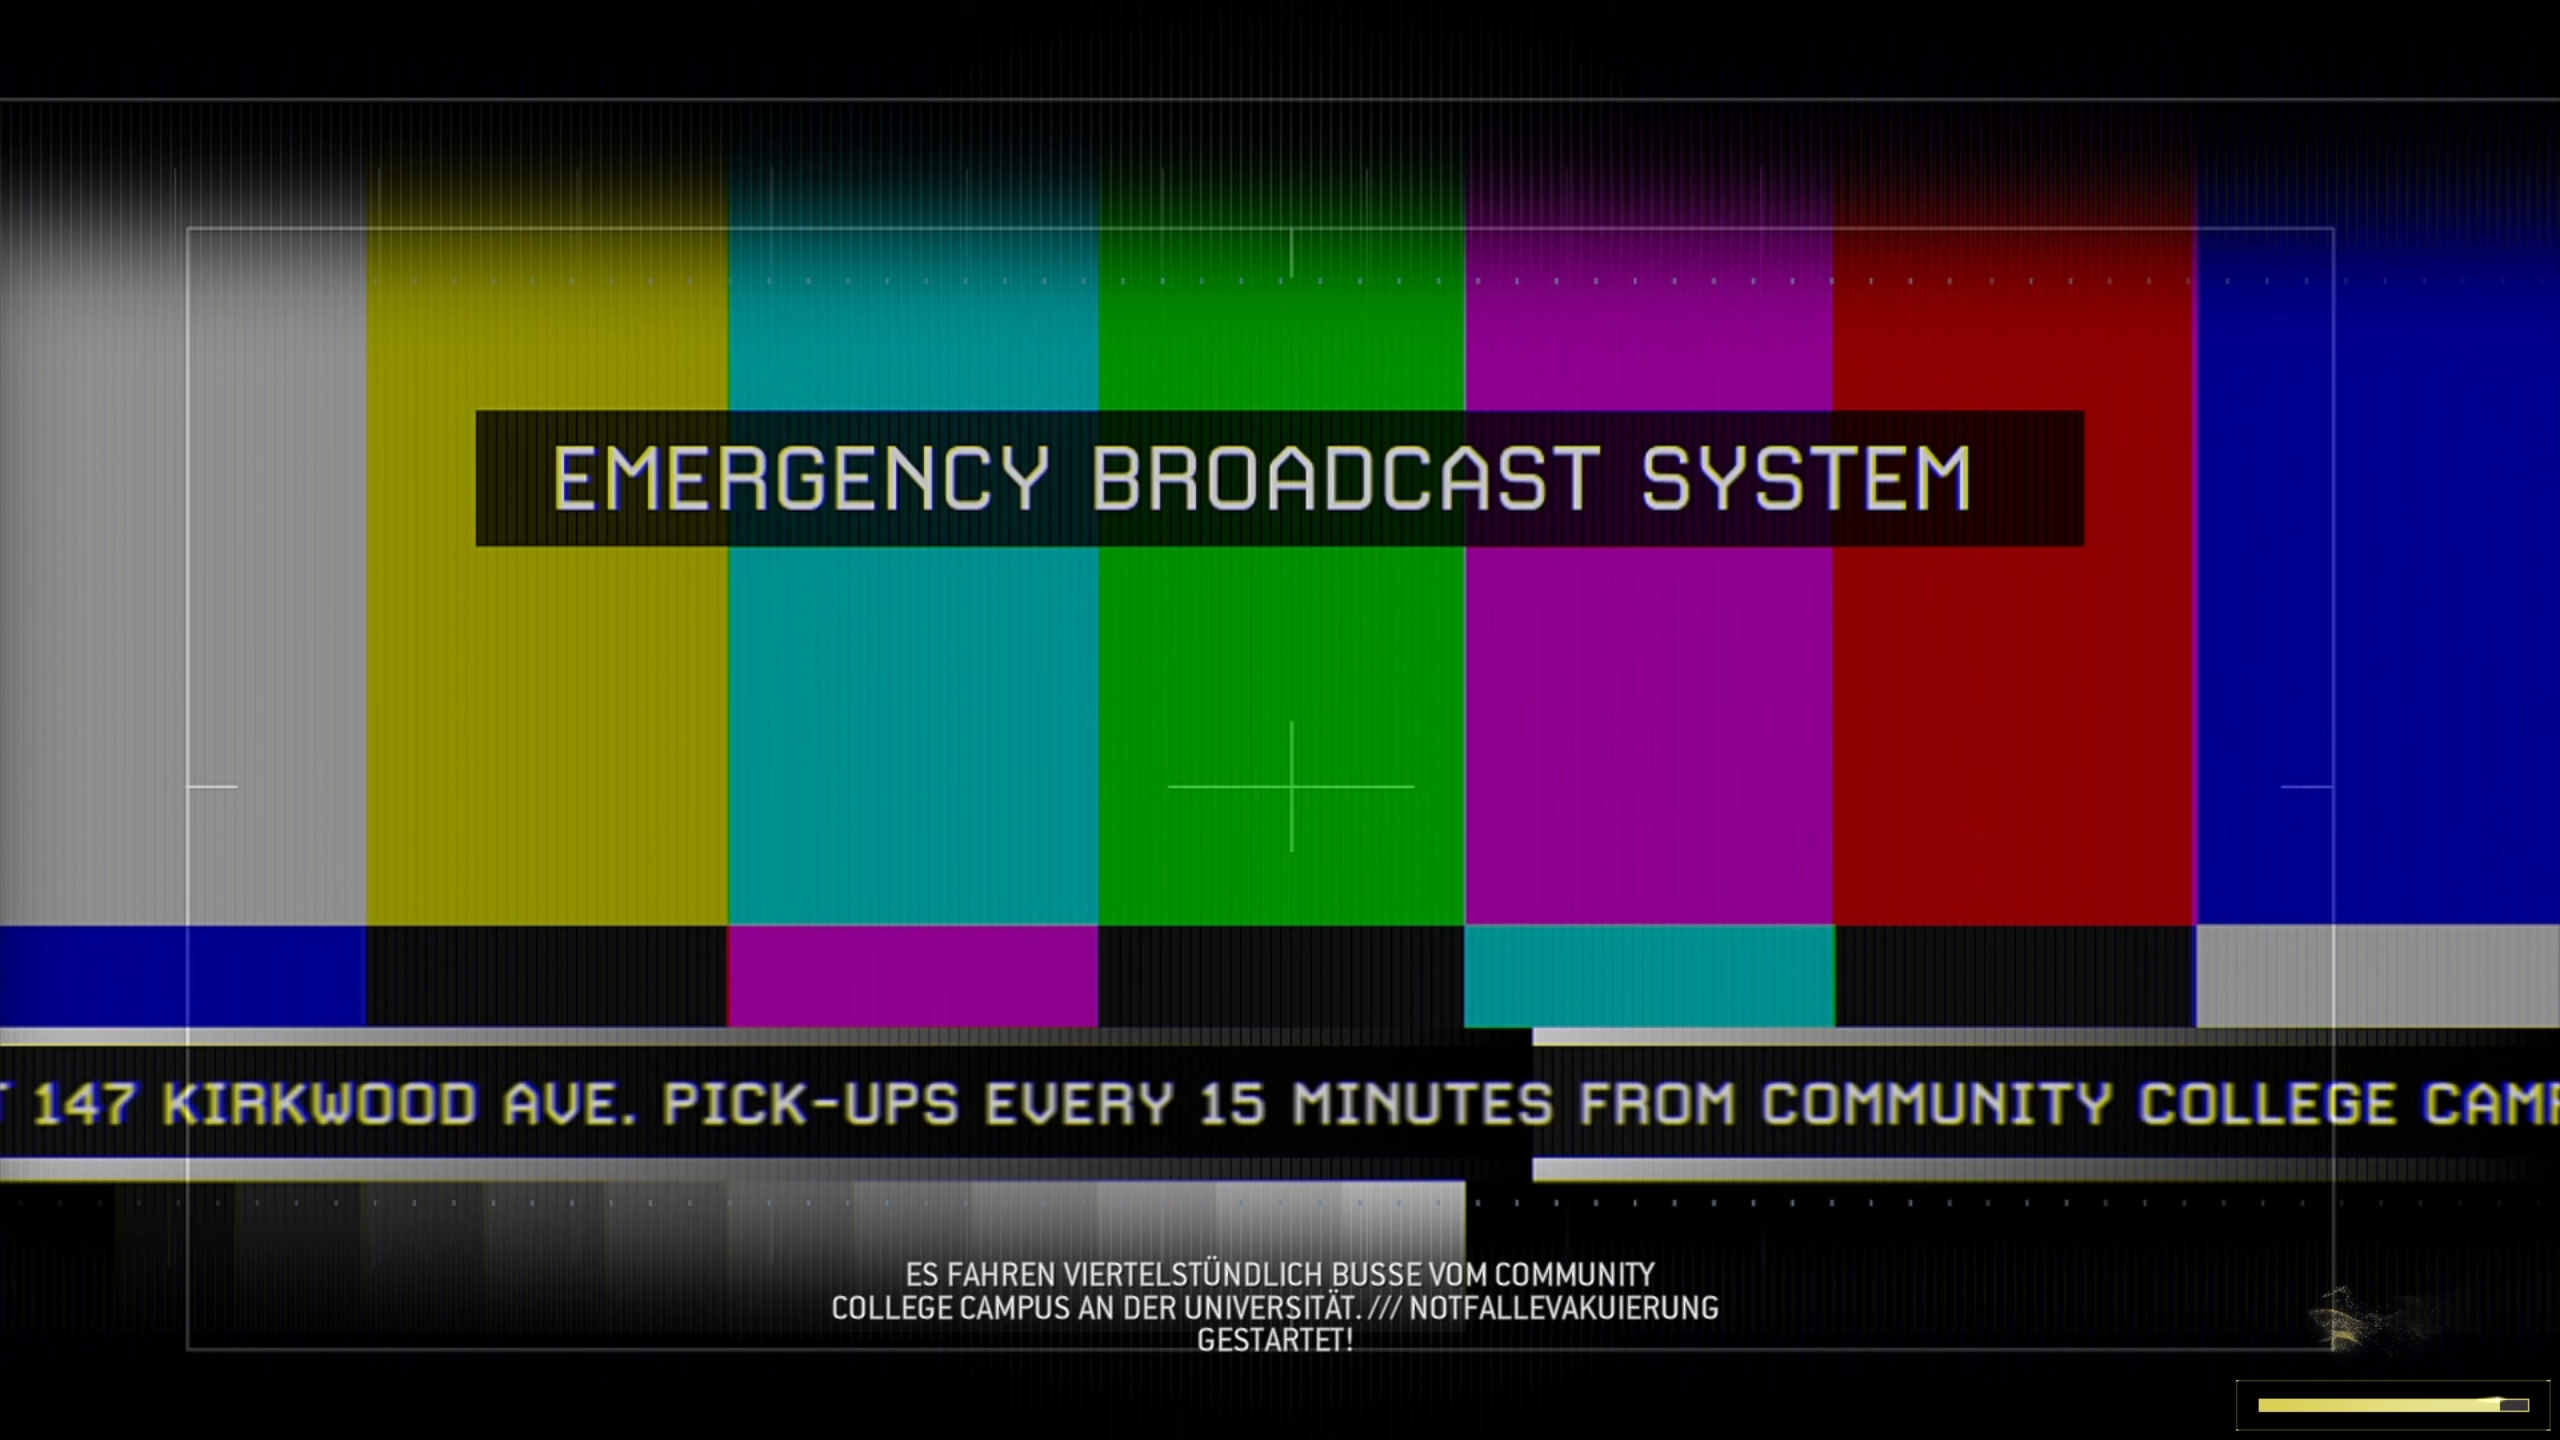 EMERGENCY BROADCAST SYSTEM
147 KIRKWOOD AVE. PICK-UPS EVERY 15 MINUTES FROM COMMUNITY COLLEGE
ES FAHREN VIERTELSTÜNDLICH BUSSE VOM COMMUNITY
COLLEGE CAMPUS AN DER UNIVERSITÄT. /// NOTFALLEVAKUIERUNG
GESTARTET!